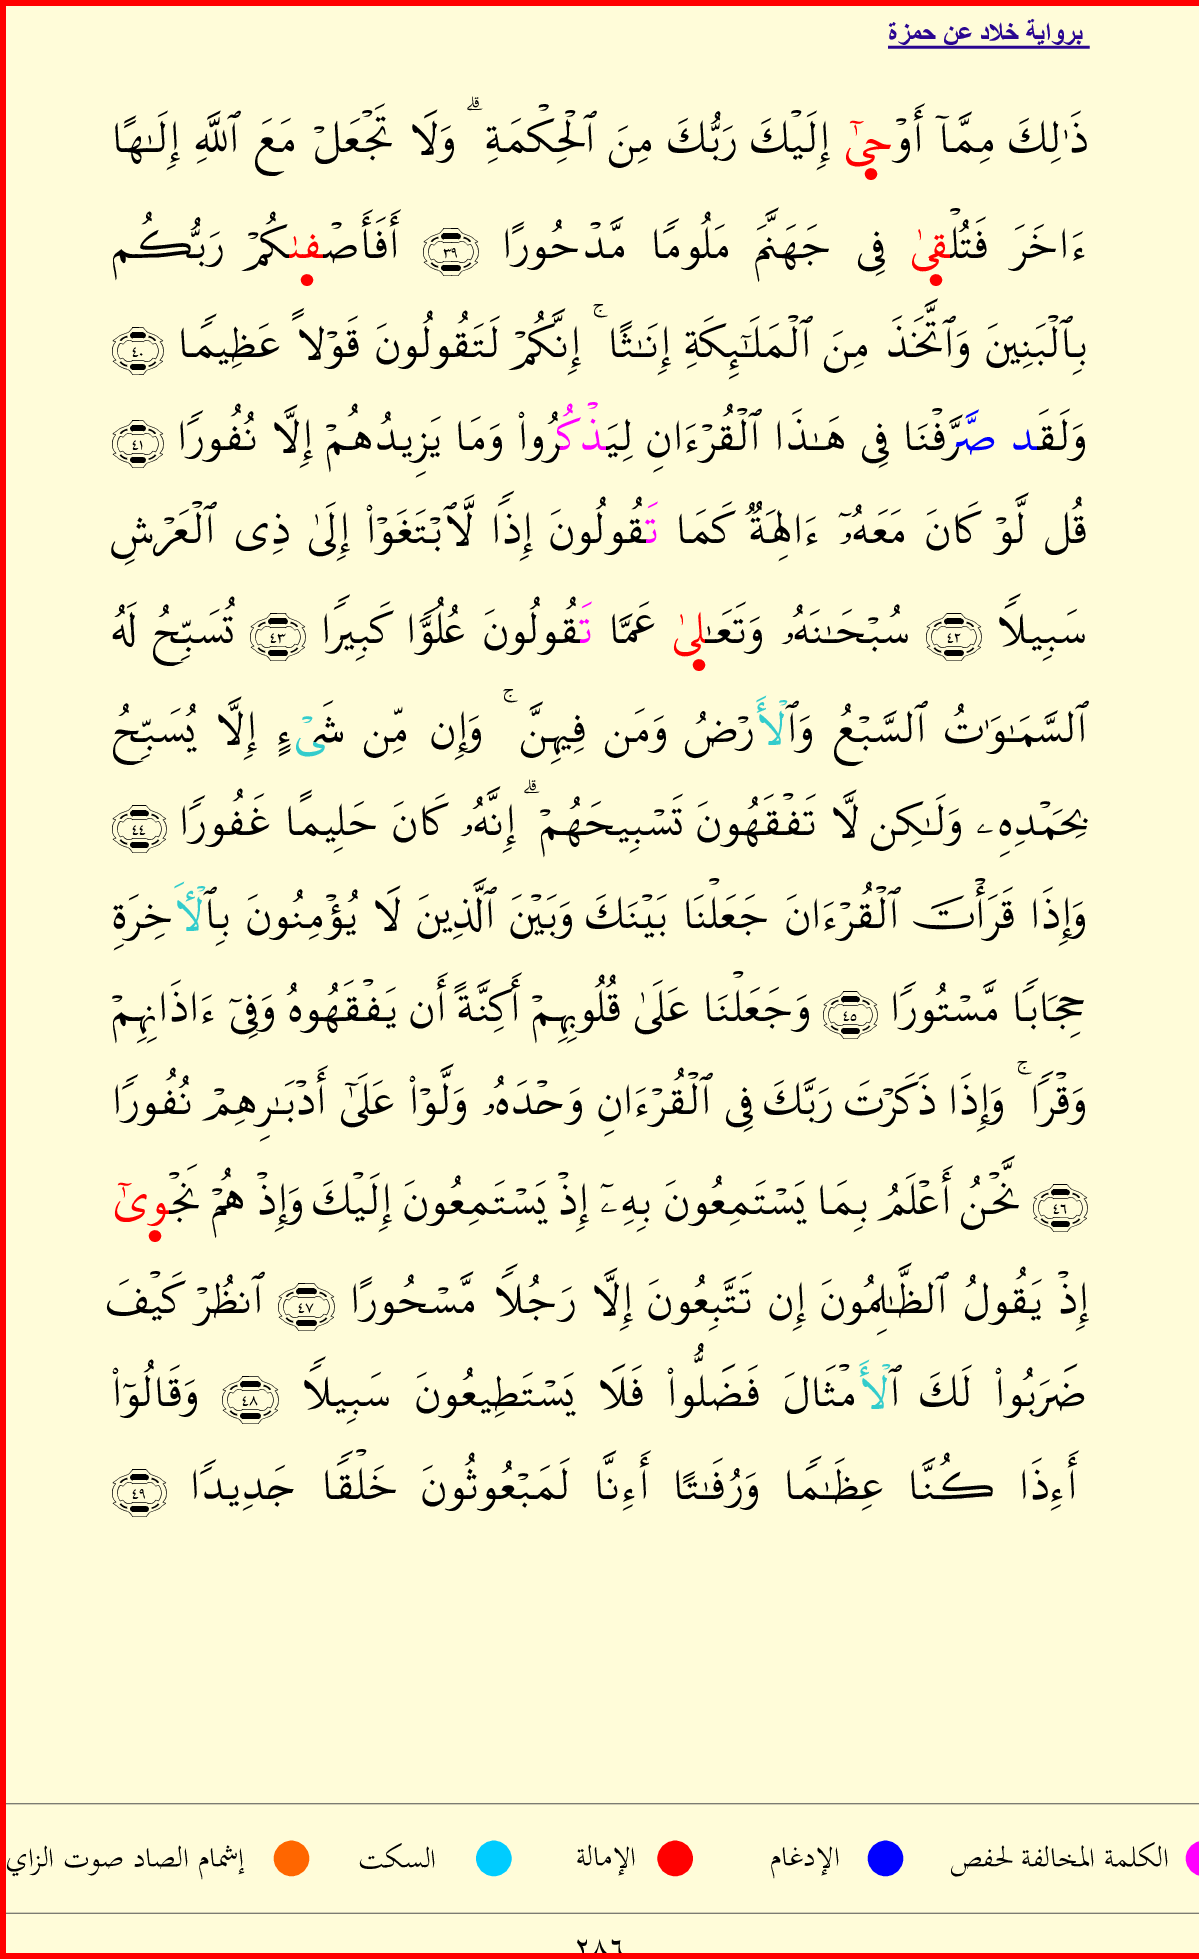 برواية خلاد عن حمزة
ذَٰلِكَ مِمَّآ أَوْحِىٰٓ إِلَيْكَ رَبُّكَ مِنَ ٱلْحِكْمَةِ ۗ وَلَا تَجْعَلْ مَعَ ٱللَّهِ إِلَـٰهًا
ءَاخَرَ فَتُلْقِىٰ فِى جَهَنَّمَ مَلُومًا مَّدْحُورًا ٣٩ أَفَأَصْفِىٰكُمْ رَبُّكُم
بِٱلْبَنِينَ وَٱتَّخَذَ مِنَ ٱلْمَلَـٰٓئِكَةِ إِنَـٰثًا ۚ إِنَّكُمْ لَتَقُولُونَ قَوْلًا عَظِيمًا ٤٠
وَلَقَد صَّرَّفْنَا فِى هَـٰذَا ٱلْقُرْءَانِ لِيَذْكُرُوا۟ وَمَا يَزِيدُهُمْ إِلَّا نُفُورًا ٤١
قُل لَّوْ كَانَ مَعَهُۥٓ ءَالِهَةٌ كَمَا تَقُولُونَ إِذًا لَّٱبْتَغَوْا۟ إِلَىٰ ذِى ٱلْعَرْشِ
سَبِيلًا ٤٢ سُبْحَـٰنَهُۥ وَتَعَـٰلِىٰ عَمَّا تَقُولُونَ عُلُوًّا كَبِيرًا ٤٣ تُسَبِّحُ لَهُ
ٱلسَّمَـٰوَٰتُ ٱلسَّبْعُ وَٱلْأَرْضُ وَمَن فِيهِنَّ ۚ وَإِن مِّن شَىْءٍ إِلَّا يُسَبِّحُ
بِحَمْدِهِۦ وَلَـٰكِن لَّا تَفْقَهُونَ تَسْبِيحَهُمْ ۗ إِنَّهُۥ كَانَ حَلِيمًا غَفُورًا ٤٤
وَإِذَا قَرَأْتَ ٱلْقُرْءَانَ جَعَلْنَا بَيْنَكَ وَبَيْنَ ٱلَّذِينَ لَا يُؤْمِنُونَ بِٱلْأَخِرَةِ
حِجَابًا مَّسْتُورًا ٤٥ وَجَعَلْنَا عَلَىٰ قُلُوبِهِمْ أَكِنَّةً أَن يَفْقَهُوهُ وَفِىٓ ءَاذَانِهِمْ
وَقْرًا ۚ وَإِذَا ذَكَرْتَ رَبَّكَ فِى ٱلْقُرْءَانِ وَحْدَهُۥ وَلَّوْا۟ عَلَىٰٓ أَدْبَـٰرِهِمْ نُفُورًا
٤٦ نَّحْنُ أَعْلَمُ بِمَا يَسْتَمِعُونَ بِهِۦٓ إِذْ يَسْتَمِعُونَ إِلَيْكَ وَإِذْ هُمْ نَجْوِىٰٓ
إِذْ يَقُولُ ٱلظَّـٰلِمُونَ إِن تَتَّبِعُونَ إِلَّا رَجُلًا مَّسْحُورًا ٤٧ ٱنظُرْ كَيْفَ
ضَرَبُوا۟ لَكَ ٱلْأَمْثَالَ فَضَلُّوا۟ فَلَا يَسْتَطِيعُونَ سَبِيلًا ٤٨ وَقَالُوٓا۟
أَءِذَا كُنَّا عِظَـٰمًا وَرُفَـٰتًا أَءِنَّا لَمَبْعُوثُونَ خَلْقًا جَدِيدًا ٤٩
الكلمة المخالفة لحفص الإدغام الإمالة السكت إشمام الصاد صوت الزاي
٢٨٦